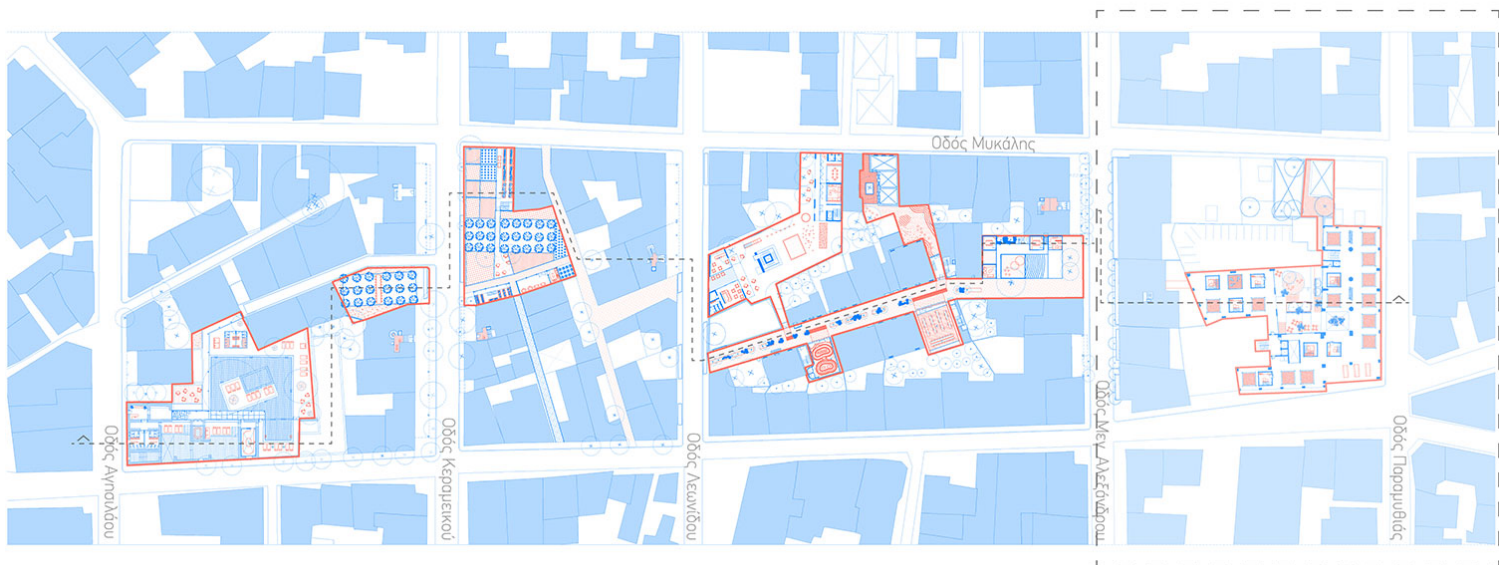 Οδός Μυκάλης
Οδός Αγησιλάου
Οδός Κεραμεικού
Οδός Λεωνίδου
Οδός Μεγ. Αλεξάνδρου
Οδός Παραμυθιάς